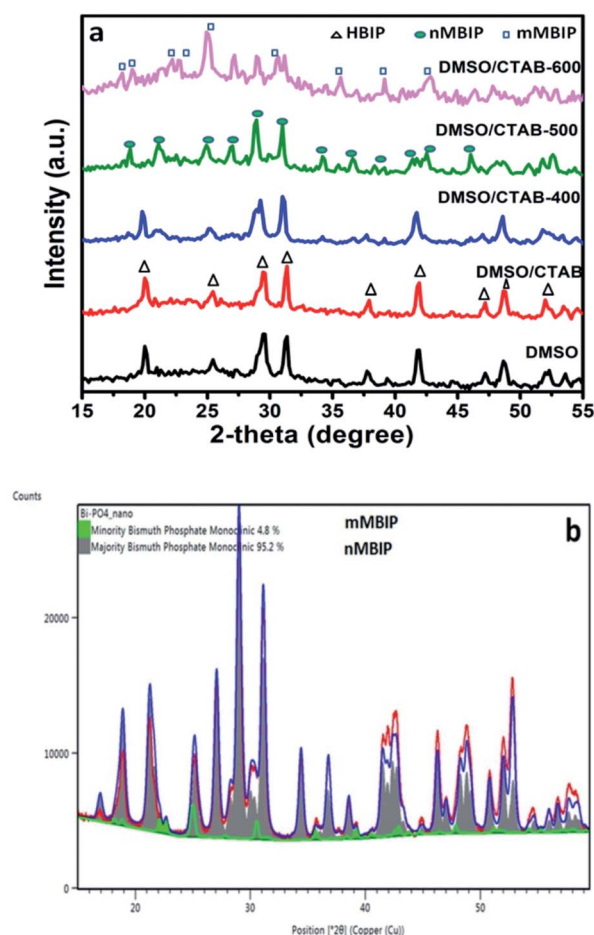 a
HBIP nMBIP mMBIP
DMSO/CTAB-600
DMSO/CTAB-500
DMSO/CTAB-400
DMSO/CTAB
DMSO
Intensity (a.u.)
15 20 25 30 35 40 45 50 55
2-theta (degree)
Counts
Bi-PO4_nano
Minority Bismuth Phosphate Monoclinic 4.8 %
Majority Bismuth Phosphate Monoclinic 95.2 %
mMBIP
nMBIP
b
20000
10000
0
20 30 40 50
Position [°2θ] (Copper (Cu))